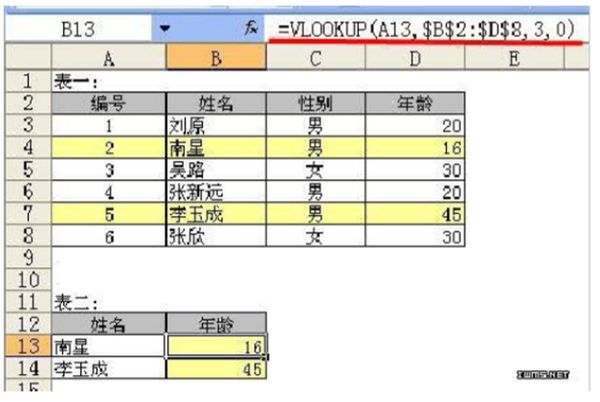 B13 fx =VLOOKUP(A13,$B$2:$D$8,3,0)
A B C D E
1 表一:
2 编号 姓名 性别 年龄
3 1 刘原 男 20
4 2 南星 男 16
5 3 吴路 女 30
6 4 张新远 男 20
7 5 李玉成 男 45
8 6 张欣 女 30
9
10
11 表二:
12 姓名 年龄
13 南星 16
14 李玉成 45
15
IWMS.NET